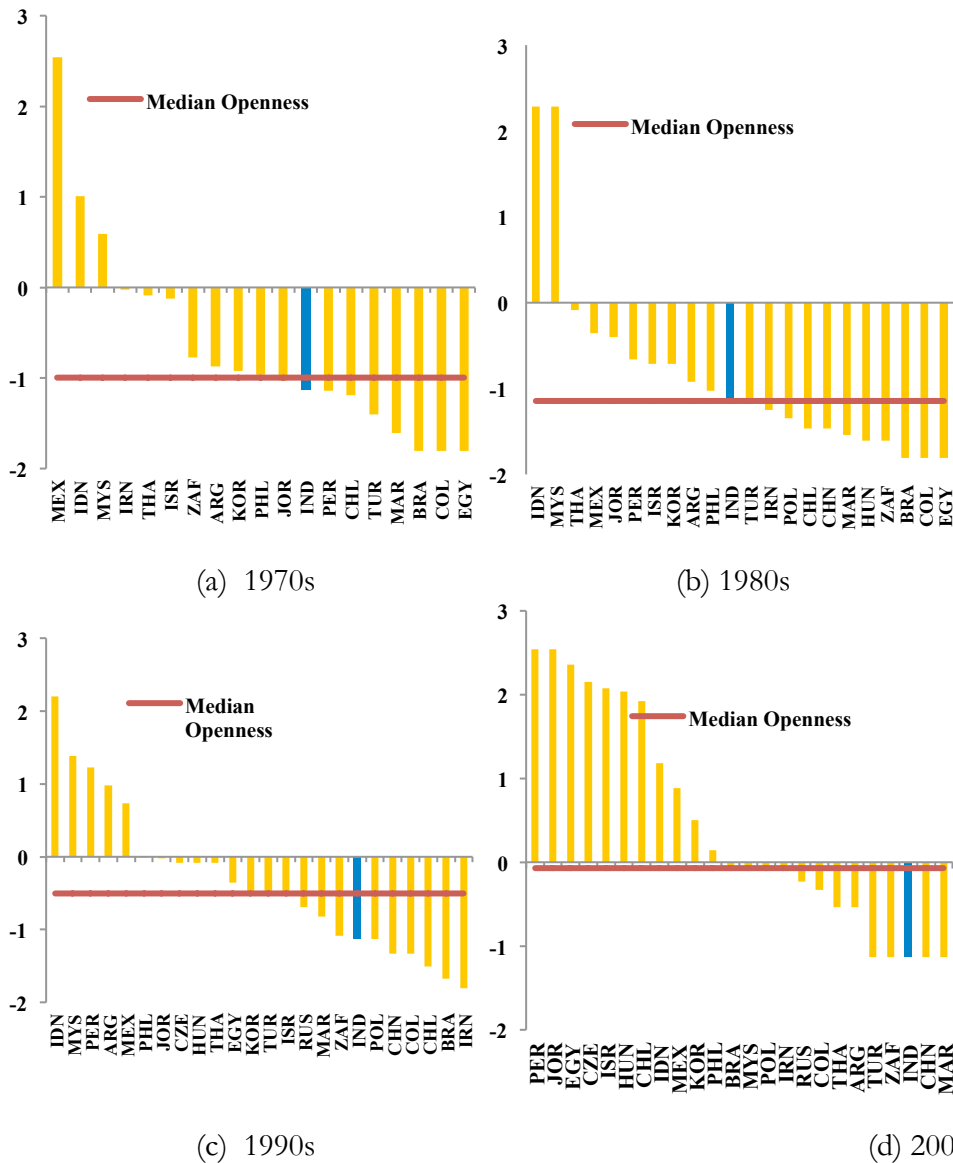 3
2
1
0
-1
-2
Median Openness
MEX IDN MYS IRN THA ISR ZAF ARG KOR PHL JOR IND PER CHL TUR MAR BRA COL EGY
(a) 1970s
3
2
1
0
-1
-2
Median Openness
IDN MYS THA MEX JOR PER ISR KOR ARG PHL IND TUR IRN POL CHL CHN MAR HUN ZAF BRA COL EGY
(b) 1980s
3
2
1
0
-1
-2
Median
Openness
IDN MYS PER ARG MEX PHL JOR CZE HUN THA EGY KOR TUR ISR RUS MAR ZAF IND POL CHN COL CHL BRA IRN
(c) 1990s
3
2
1
0
-1
-2
Median Openness
PER JOR EGY CZE ISR HUN CHL IDN MEX KOR PHL BRA MYS POL IRN RUS COL THA ARG TUR ZAF IND CHN MAR
(d) 200